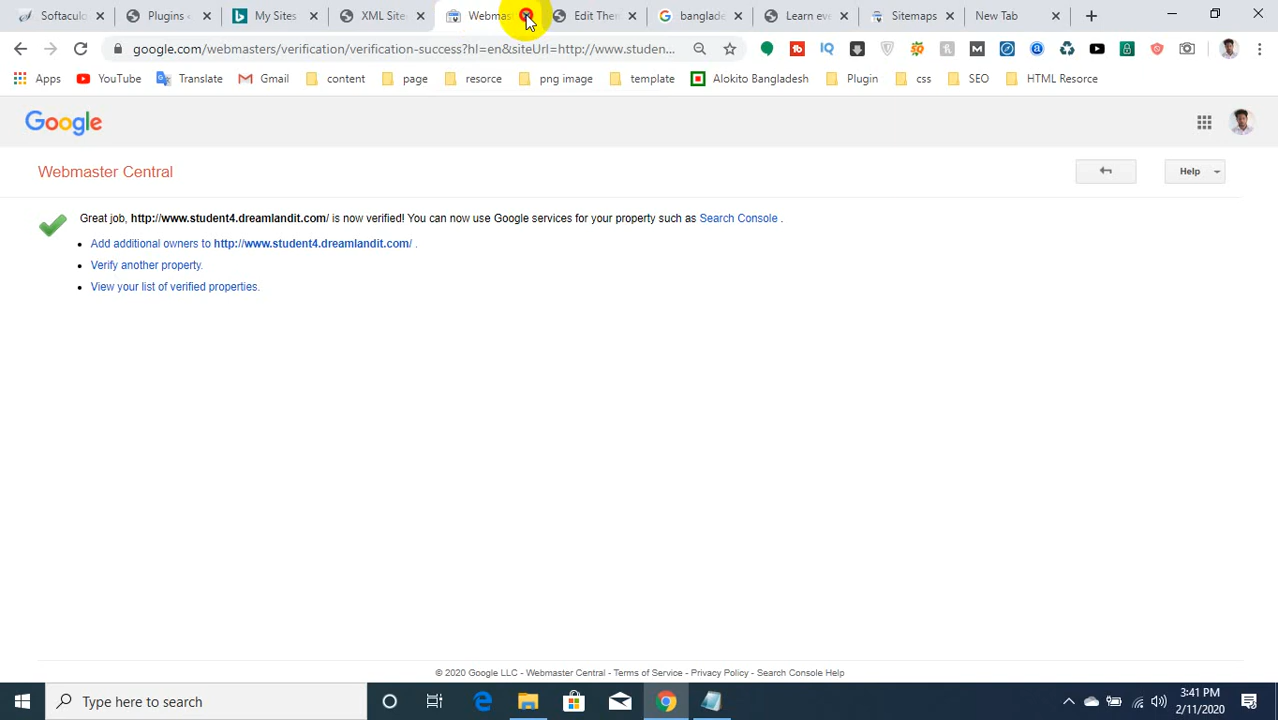 Softaculo Plugins My Sites XML Site Webmas Edit The banglade Learn eve Sitemaps New Tab
google.com/webmasters/verification/verification-success?hl=en&siteUrl=http://www.studen...
Apps YouTube Translate Gmail content page resorce png image template Alokito Bangladesh Plugin css SEO HTML Resorce
Google
Webmaster Central
Help
Great job, http://www.student4.dreamlandit.com/ is now verified! You can now use Google services for your property such as Search Console .
Add additional owners to http://www.student4.dreamlandit.com/ .
Verify another property.
View your list of verified properties.
© 2020 Google LLC - Webmaster Central - Terms of Service - Privacy Policy - Search Console Help
Type here to search
3:41 PM
2/11/2020